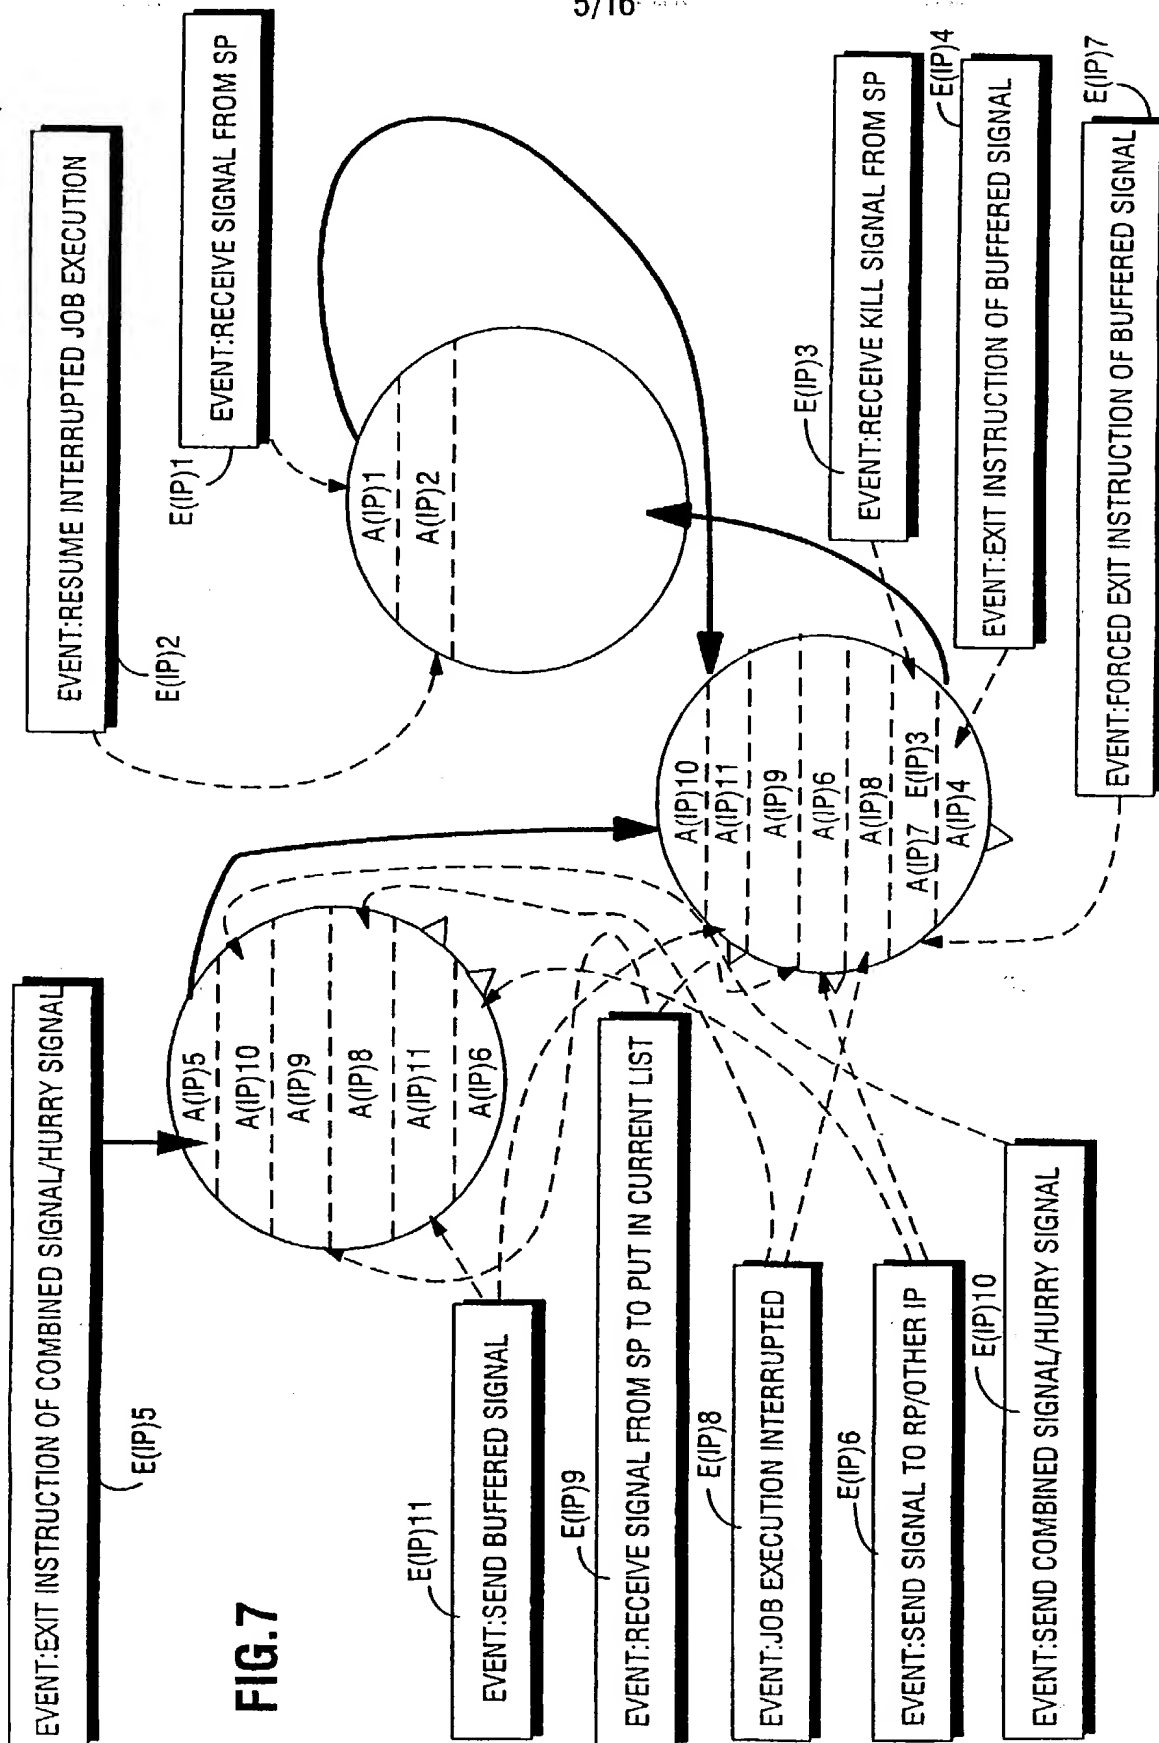 5/16
FIG.7
EVENT:EXIT INSTRUCTION OF COMBINED SIGNAL/HURRY SIGNAL
E(IP)5
EVENT:RESUME INTERRUPTED JOB EXECUTION
E(IP)2
EVENT:RECEIVE SIGNAL FROM SP
E(IP)1
A(IP)5
A(IP)10
A(IP)9
A(IP)8
A(IP)11
A(IP)6
A(IP)1
A(IP)2
A(IP)10
A(IP)11
A(IP)9
A(IP)6
A(IP)8
A(IP)7 E(IP)3
A(IP)4
E(IP)11
EVENT:SEND BUFFERED SIGNAL
E(IP)9
EVENT:RECEIVE SIGNAL FROM SP TO PUT IN CURRENT LIST
E(IP)8
EVENT:JOB EXECUTION INTERRUPTED
E(IP)6
EVENT:SEND SIGNAL TO RP/OTHER IP
E(IP)10
EVENT:SEND COMBINED SIGNAL/HURRY SIGNAL
E(IP)3
EVENT:RECEIVE KILL SIGNAL FROM SP
E(IP)4
EVENT:EXIT INSTRUCTION OF BUFFERED SIGNAL
E(IP)7
EVENT:FORCED EXIT INSTRUCTION OF BUFFERED SIGNAL